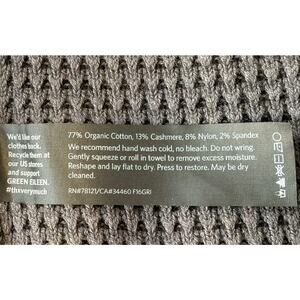 We'd like our
clothes back.
Recycle them at
our US stores
and support
GREEN EILEEN.
#thxverymuch
77% Organic Cotton, 13% Cashmere, 8% Nylon, 2% Spandex
We recommend hand wash cold, no bleach. Do not wring.
Gently squeeze or roll in towel to remove excess moisture.
Reshape and lay flat to dry. Press to restore. May be dry
cleaned.
RN#78121/CA#34460 F16GRI